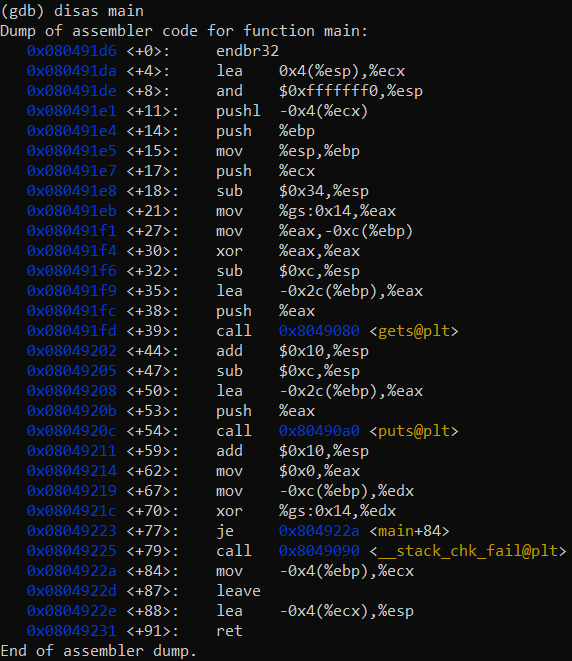 (gdb) disas main
Dump of assembler code for function main:
   0x080491d6 <+0>:     endbr32
   0x080491da <+4>:     lea    0x4(%esp),%ecx
   0x080491de <+8>:     and    $0xfffffff0,%esp
   0x080491e1 <+11>:    pushl  -0x4(%ecx)
   0x080491e4 <+14>:    push   %ebp
   0x080491e5 <+15>:    mov    %esp,%ebp
   0x080491e7 <+17>:    push   %ecx
   0x080491e8 <+18>:    sub    $0x34,%esp
   0x080491eb <+21>:    mov    %gs:0x14,%eax
   0x080491f1 <+27>:    mov    %eax,-0xc(%ebp)
   0x080491f4 <+30>:    xor    %eax,%eax
   0x080491f6 <+32>:    sub    $0xc,%esp
   0x080491f9 <+35>:    lea    -0x2c(%ebp),%eax
   0x080491fc <+38>:    push   %eax
   0x080491fd <+39>:    call   0x8049080 <gets@plt>
   0x08049202 <+44>:    add    $0x10,%esp
   0x08049205 <+47>:    sub    $0xc,%esp
   0x08049208 <+50>:    lea    -0x2c(%ebp),%eax
   0x0804920b <+53>:    push   %eax
   0x0804920c <+54>:    call   0x80490a0 <puts@plt>
   0x08049211 <+59>:    add    $0x10,%esp
   0x08049214 <+62>:    mov    $0x0,%eax
   0x08049219 <+67>:    mov    -0xc(%ebp),%edx
   0x0804921c <+70>:    xor    %gs:0x14,%edx
   0x08049223 <+77>:    je     0x804922a <main+84>
   0x08049225 <+79>:    call   0x8049090 <__stack_chk_fail@plt>
   0x0804922a <+84>:    mov    -0x4(%ebp),%ecx
   0x0804922d <+87>:    leave
   0x0804922e <+88>:    lea    -0x4(%ecx),%esp
   0x08049231 <+91>:    ret
End of assembler dump.